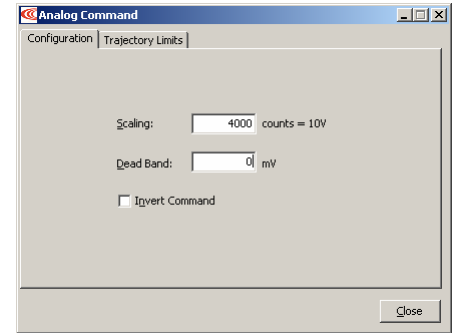 Analog Command
Configuration Trajectory Limits
Scaling: 4000 counts = 10V
Dead Band: 0 mV
Invert Command
Close